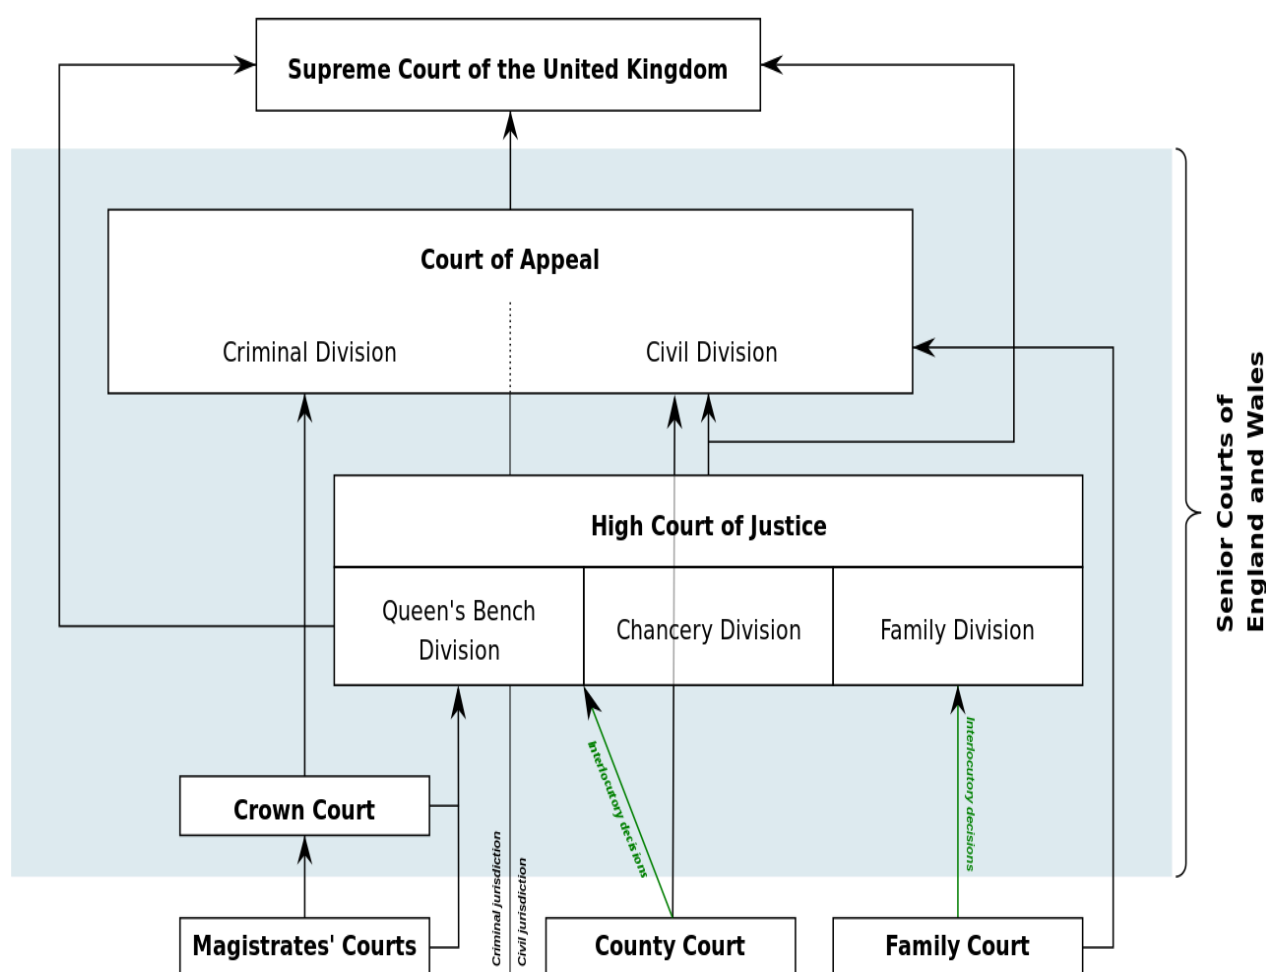 Supreme Court of the United Kingdom
Court of Appeal
Criminal Division
Civil Division
Senior Courts of
England and Wales
High Court of Justice
Queen's Bench
Division
Chancery Division
Family Division
Interlocutory decisions
Interlocutory decisions
Crown Court
Criminal jurisdiction
Civil jurisdiction
Magistrates' Courts
County Court
Family Court